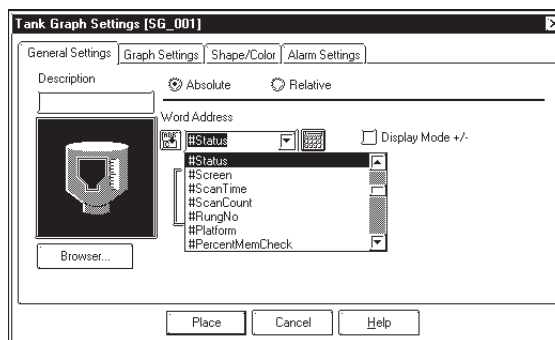 Tank Graph Settings [SG_001]
General Settings Graph Settings Shape/Color Alarm Settings
Description
Absolute Relative
Word Address
#Status Display Mode +/-
#Status
#Screen
#ScanTime
#ScanCount
#RungNo
#Platform
#PercentMemCheck
Browser...
Place Cancel Help